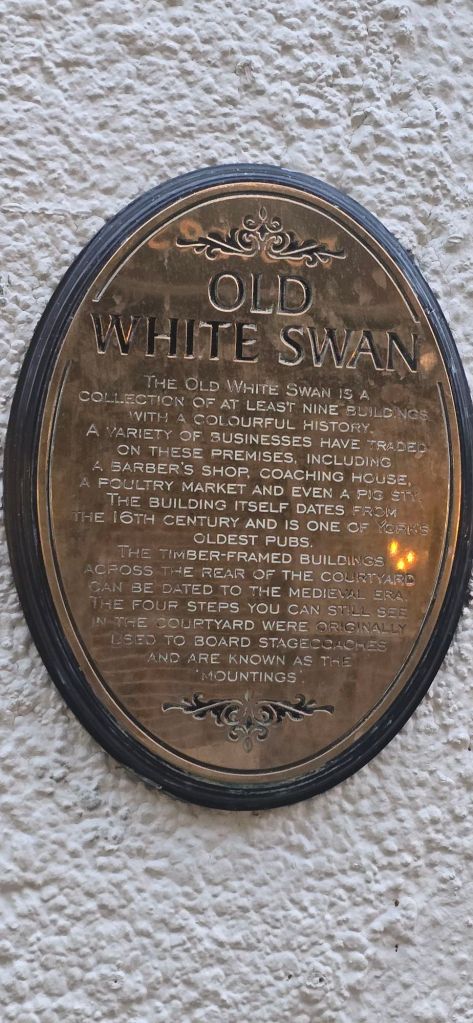 OLD
WHITE SWAN
THE OLD WHITE SWAN IS A
COLLECTION OF AT LEAST NINE BUILDINGS
WITH A COLOURFUL HISTORY.
A VARIETY OF BUSINESSES HAVE TRADED
ON THESE PREMISES, INCLUDING
A BARBER'S SHOP, COACHING HOUSE,
A POULTRY MARKET AND EVEN A PIG STY.
THE BUILDING ITSELF DATES FROM
THE 16TH CENTURY AND IS ONE OF YORK'S
OLDEST PUBS.
THE TIMBER-FRAMED BUILDINGS
ACROSS THE REAR OF THE COURTYARD
CAN BE DATED TO THE MEDIEVAL ERA.
THE FOUR STEPS YOU CAN STILL SEE
IN THE COURTYARD WERE ORIGINALLY
USED TO BOARD STAGECOACHES
AND ARE KNOWN AS THE
'MOUNTINGS'.